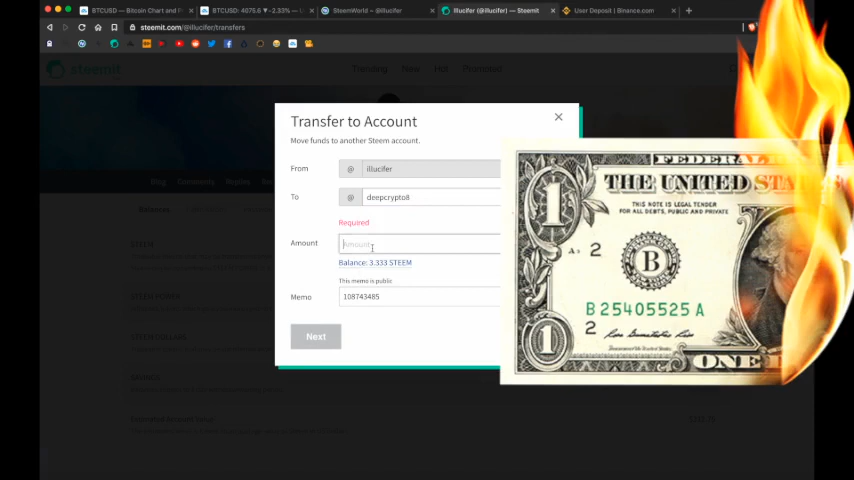 BTCUSD — Bitcoin Chart and P
BTCUSD: 4075.6 ▼-2.33% — U
SteemWorld ~ @illucifer
illucifer (@illucifer) — Steemit
User Deposit | Binance.com
steemit.com/@illucifer/transfers
steemit
Trending New Hot Promoted
Transfer to Account
Move funds to another Steem account.
From @ illucifer
To @ deepcrypto8
Required
Amount Amount
Balance: 3.333 STEEM
This memo is public
Memo 108743485
Next
Blog Comments Replies
Balances
STEEM
STEEM POWER
STEEM DOLLARS
SAVINGS
Estimated Account Value
FEDERAL
THE UNITED STATES
THIS NOTE IS LEGAL TENDER
FOR ALL DEBTS, PUBLIC AND PRIVATE
1
2
B
B 25405525 A
2
1
ONE